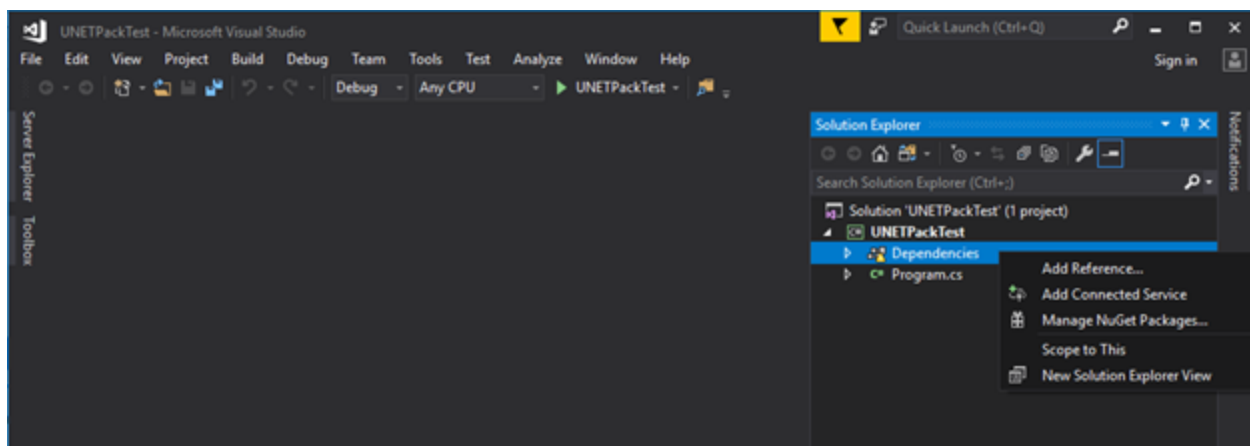 UNETPackTest - Microsoft Visual Studio
Quick Launch (Ctrl+Q)
File Edit View Project Build Debug Team Tools Test Analyze Window Help
Sign in
Debug Any CPU UNETPackTest
Server Explorer
Toolbox
Solution Explorer
Search Solution Explorer (Ctrl+;)
Solution 'UNETPackTest' (1 project)
C# UNETPackTest
Dependencies
C# Program.cs
Add Reference...
Add Connected Service
Manage NuGet Packages...
Scope to This
New Solution Explorer View
Notifications